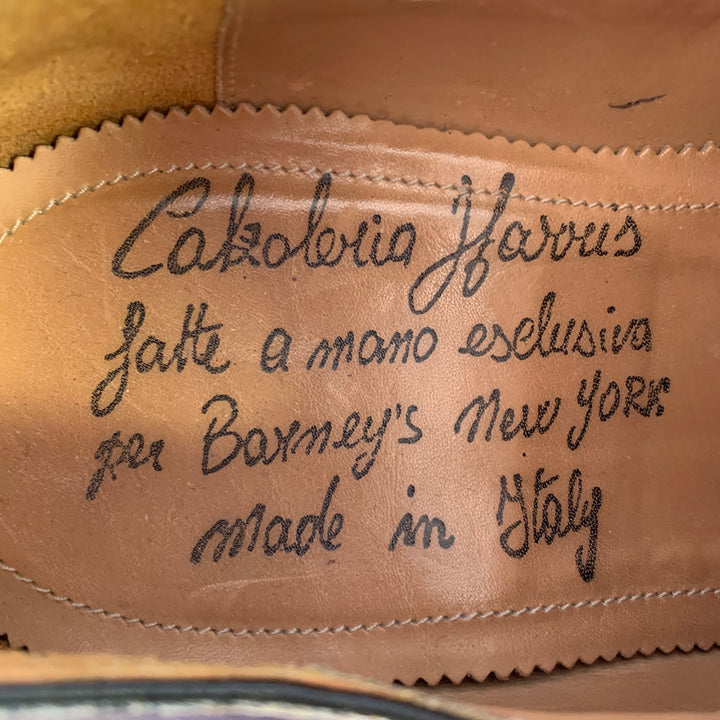 Calzoleria Harris
fatte a mano esclusiva
per Barney's New YORK
made in Italy